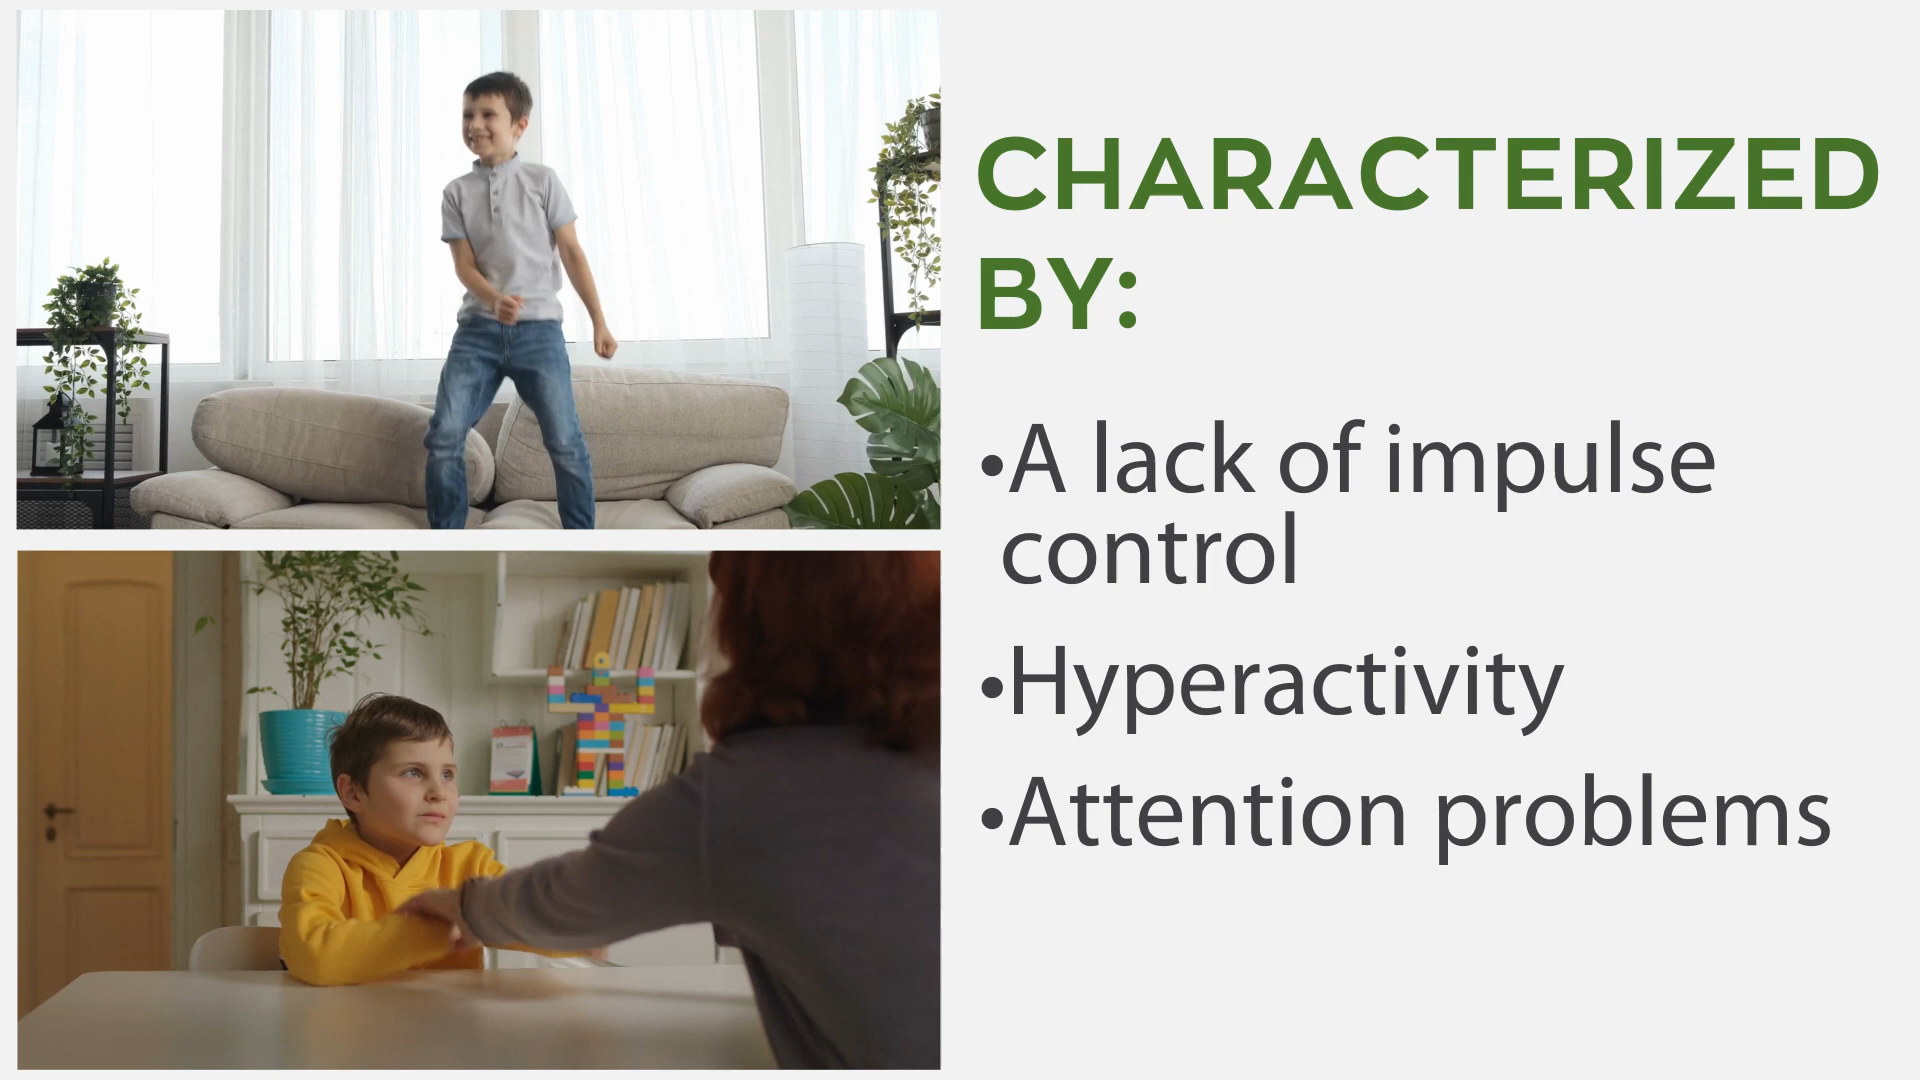 CHARACTERIZED
BY:
•A lack of impulse
control
•Hyperactivity
•Attention problems